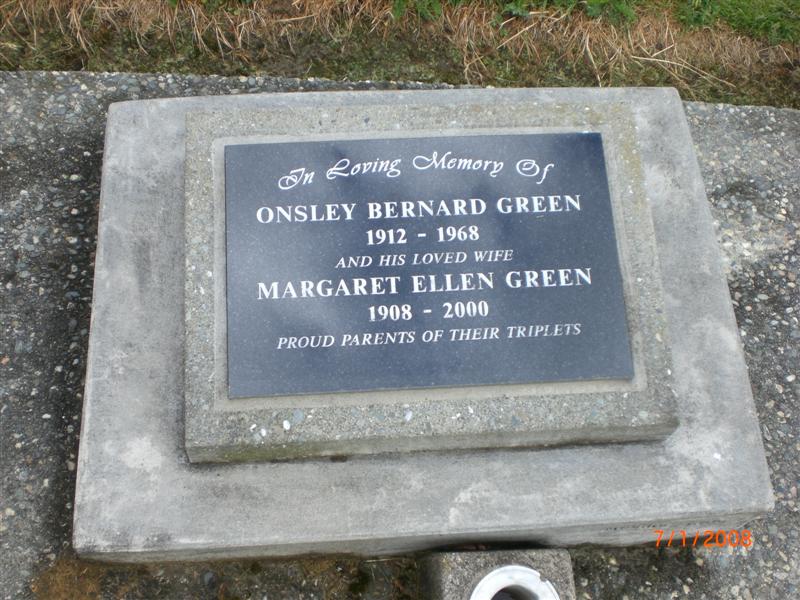 In Loving Memory Of
ONSLEY BERNARD GREEN
1912 - 1968
AND HIS LOVED WIFE
MARGARET ELLEN GREEN
1908 - 2000
PROUD PARENTS OF THEIR TRIPLETS
7/1/2008